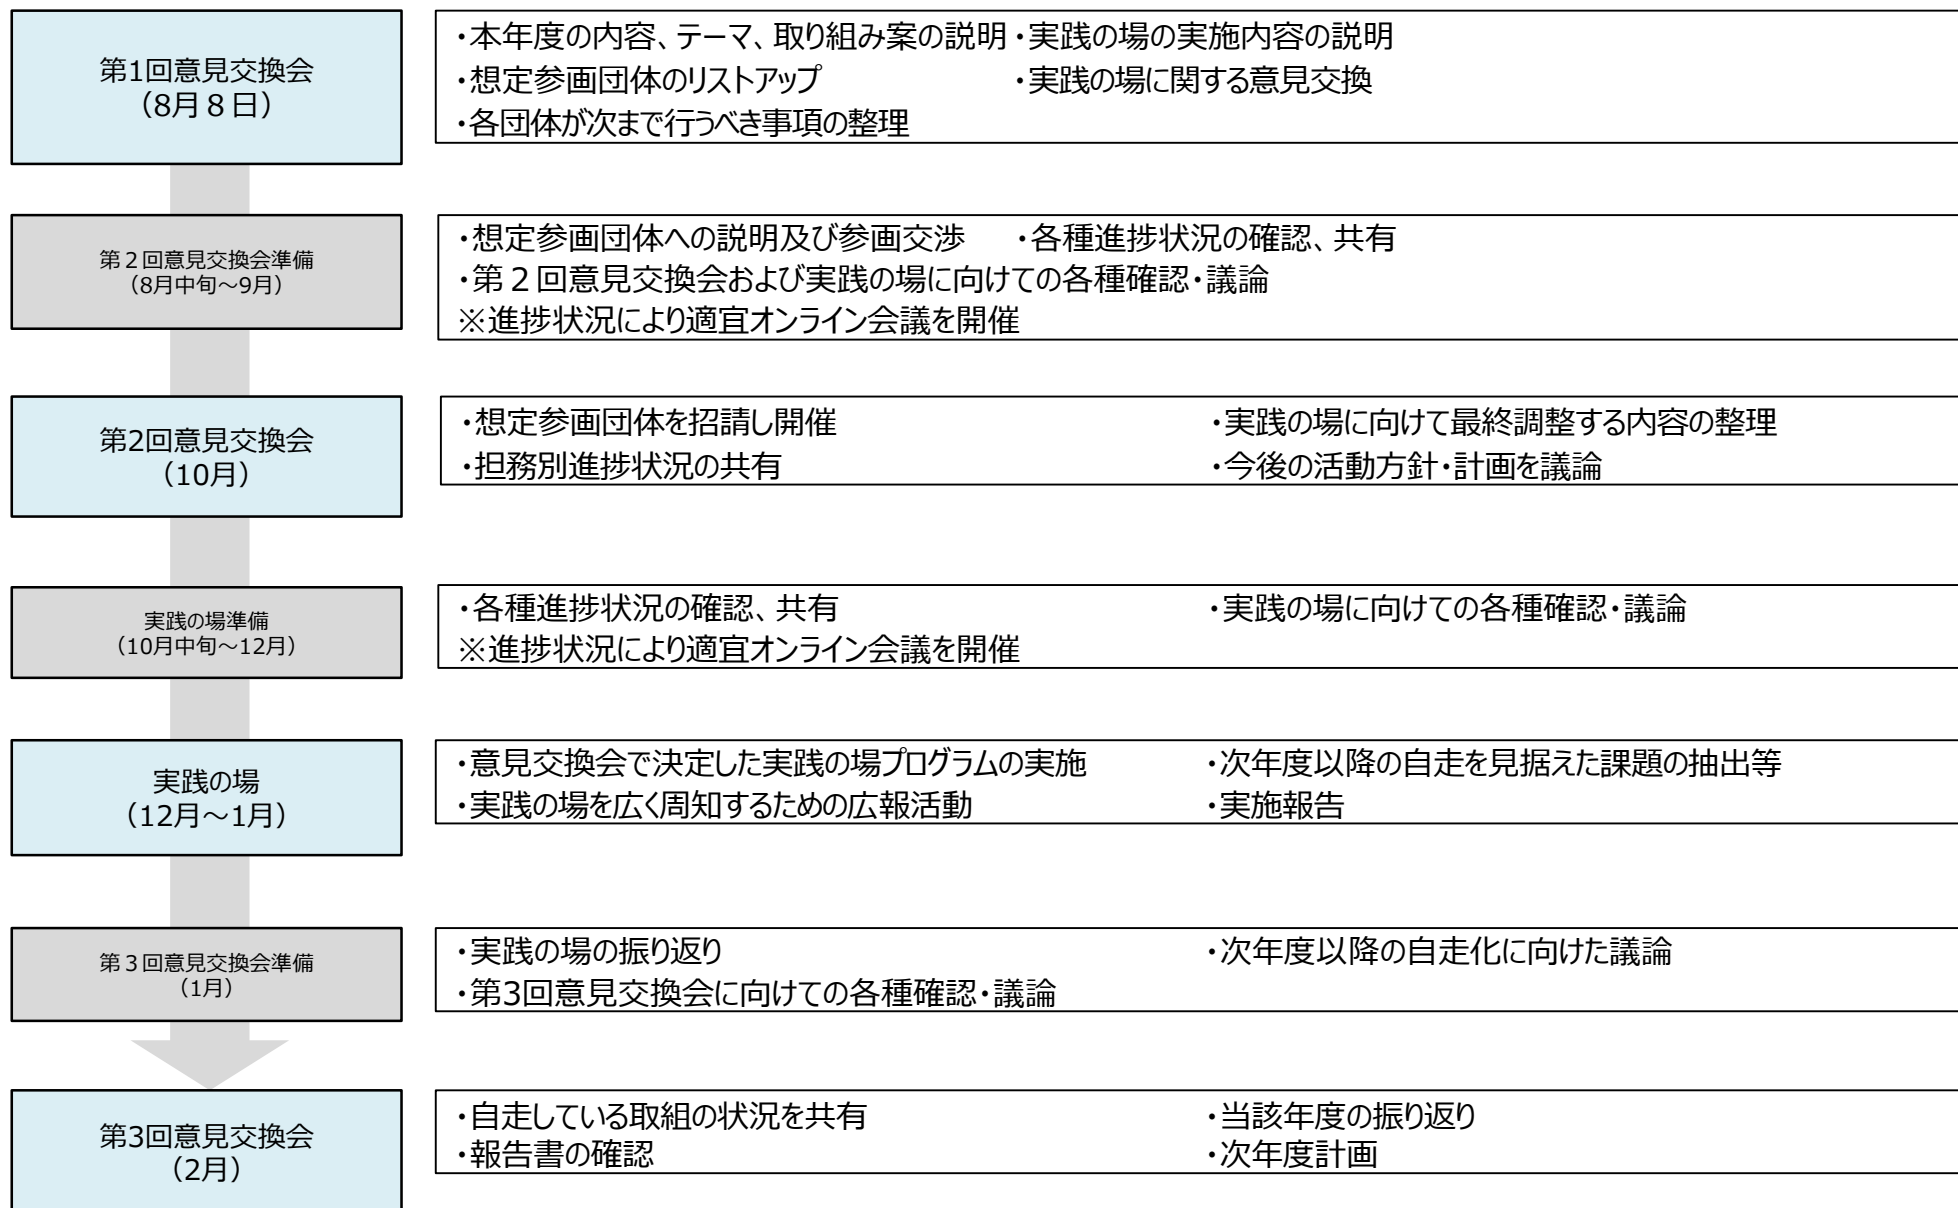 第1回意見交換会
（8月８日）
・本年度の内容、テーマ、取り組み案の説明 ・実践の場の実施内容の説明
・想定参画団体のリストアップ ・実践の場に関する意見交換
・各団体が次まで行うべき事項の整理
第２回意見交換会準備
（8月中旬～9月）
・想定参画団体への説明及び参画交渉 ・各種進捗状況の確認、共有
・第２回意見交換会および実践の場に向けての各種確認・議論
※進捗状況により適宜オンライン会議を開催
第2回意見交換会
（10月）
・想定参画団体を招請し開催 ・実践の場に向けて最終調整する内容の整理
・担務別進捗状況の共有 ・今後の活動方針・計画を議論
実践の場準備
（10月中旬～12月）
・各種進捗状況の確認、共有 ・実践の場に向けての各種確認・議論
※進捗状況により適宜オンライン会議を開催
実践の場
（12月～1月）
・意見交換会で決定した実践の場プログラムの実施 ・次年度以降の自走を見据えた課題の抽出等
・実践の場を広く周知するための広報活動 ・実施報告
第３回意見交換会準備
（1月）
・実践の場の振り返り ・次年度以降の自走化に向けた議論
・第3回意見交換会に向けての各種確認・議論
第3回意見交換会
（2月）
・自走している取組の状況を共有 ・当該年度の振り返り
・報告書の確認 ・次年度計画